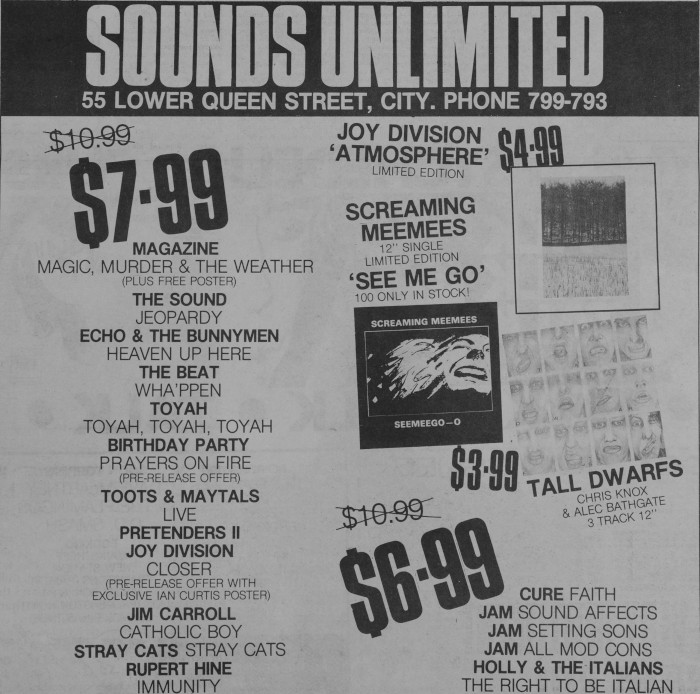 SOUNDS UNLIMITED
55 LOWER QUEEN STREET, CITY. PHONE 799-793
$10.99
$7.99
MAGAZINE
MAGIC, MURDER & THE WEATHER
(PLUS FREE POSTER)
THE SOUND
JEOPARDY
ECHO & THE BUNNYMEN
HEAVEN UP HERE
THE BEAT
WHA'PPEN
TOYAH
TOYAH, TOYAH, TOYAH
BIRTHDAY PARTY
PRAYERS ON FIRE
(PRE-RELEASE OFFER)
TOOTS & MAYTALS
LIVE
PRETENDERS II
JOY DIVISION
CLOSER
(PRE-RELEASE OFFER WITH
EXCLUSIVE IAN CURTIS POSTER)
JIM CARROLL
CATHOLIC BOY
STRAY CATS STRAY CATS
RUPERT HINE
IMMUNITY
JOY DIVISION
'ATMOSPHERE' $4.99
LIMITED EDITION
SCREAMING
MEEMEES
12" SINGLE
LIMITED EDITION
'SEE ME GO'
100 ONLY IN STOCK!
SCREAMING MEEMEES
SEEMEEGO–O
$3.99
TALL DWARFS
CHRIS KNOX
& ALEC BATHGATE
3 TRACK 12"
$10.99
$6.99
CURE FAITH
JAM SOUND AFFECTS
JAM SETTING SONS
JAM ALL MOD CONS
HOLLY & THE ITALIANS
THE RIGHT TO BE ITALIAN